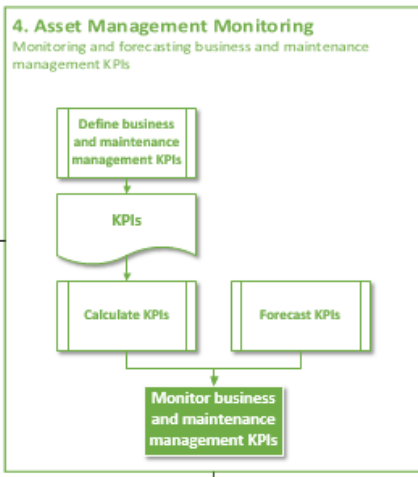 4. Asset Management Monitoring
Monitoring and forecasting business and maintenance
management KPIs
Define business
and maintenance
management KPIs
KPIs
Calculate KPIs
Forecast KPIs
Monitor business
and maintenance
management KPIs